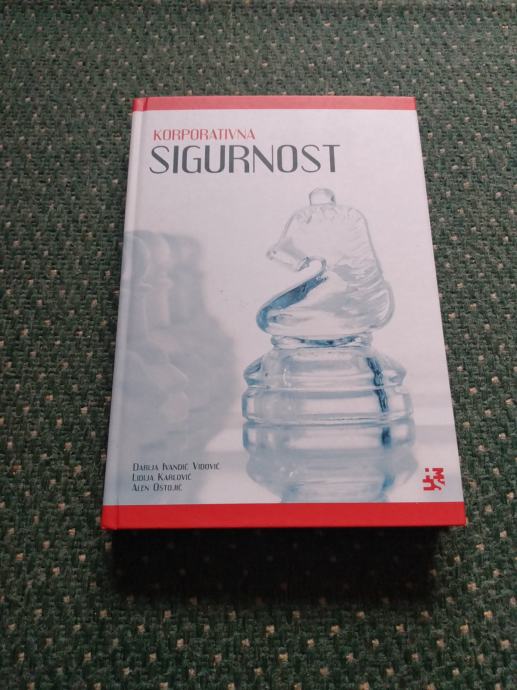 KORPORATIVNA
SIGURNOST
DARIJA IVANDIĆ VIDOVIĆ
LIDIJA KARLOVIĆ
ALEN OSTOJIĆ